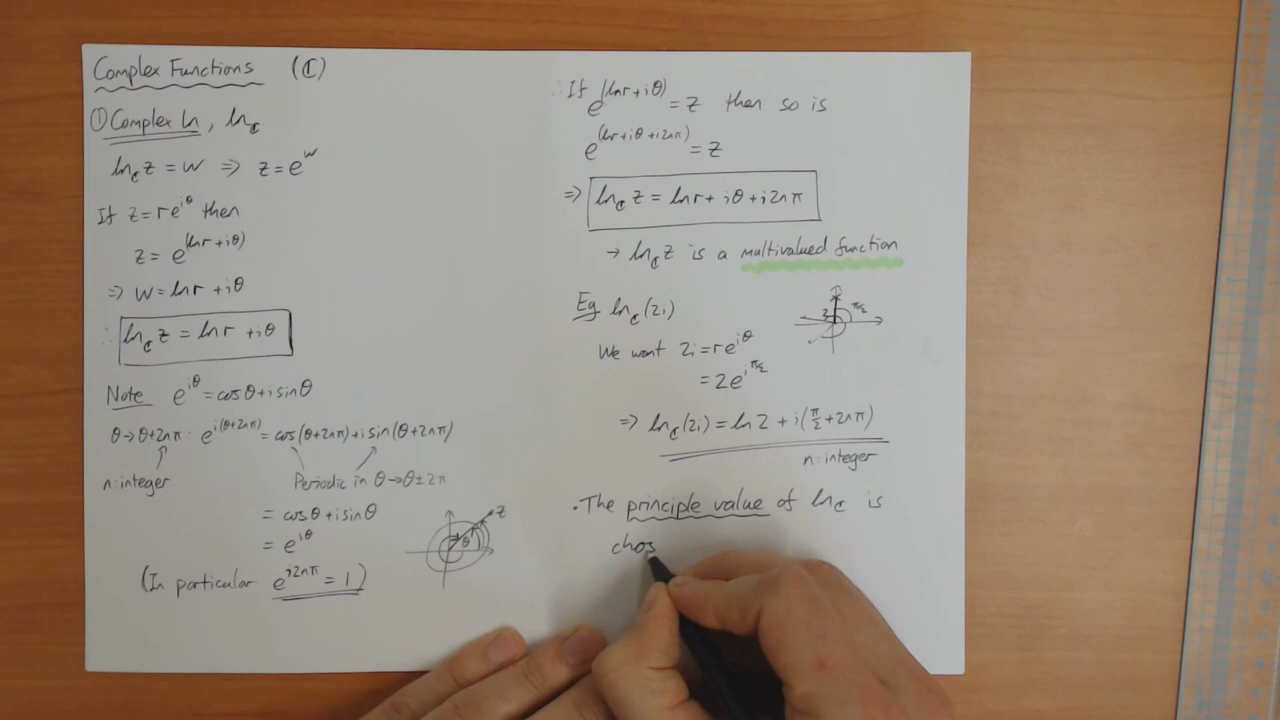 Complex Functions (ℂ)
① Complex ln, ln_ℂ
ln_ℂ z = w ⇒ z = e^w
If z = re^{iθ} then
z = e^{(ln r + iθ)}
⇒ w = ln r + iθ
∴ ln_ℂ z = ln r + iθ
Note e^{iθ} = cosθ + i sinθ
θ → θ+2nπ: e^{i(θ+2nπ)} = cos(θ+2nπ) + i sin(θ+2nπ)
n: integer Periodic in θ → θ ± 2π
= cosθ + i sinθ
= e^{iθ}
z
θ
(In particular e^{i2nπ} = 1)
∴ If e^{(ln r + iθ)} = z then so is
e^{(ln r + iθ + i2nπ)} = z
⇒ ln_ℂ z = ln r + iθ + i2nπ
→ ln_ℂ z is a multivalued function
Eg ln_ℂ(2i)
2 π/2
We want 2i = re^{iθ}
= 2e^{iπ/2}
⇒ ln_ℂ(2i) = ln 2 + i(π/2 + 2nπ)
n: integer
· The principle value of ln_ℂ is
chos